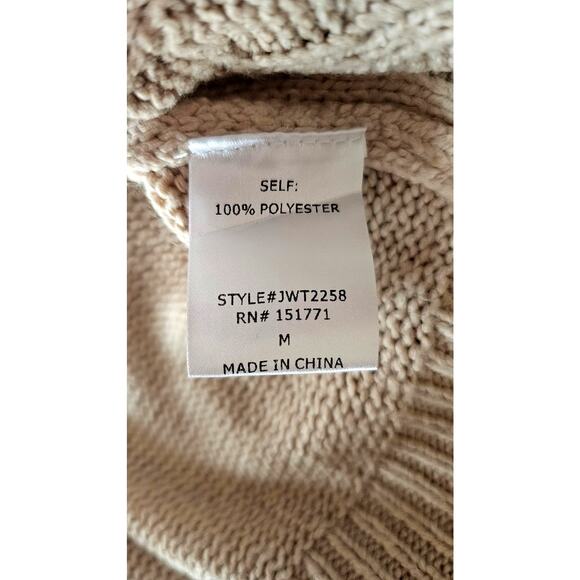 SELF:
100% POLYESTER
STYLE#JWT2258
RN# 151771
M
MADE IN CHINA